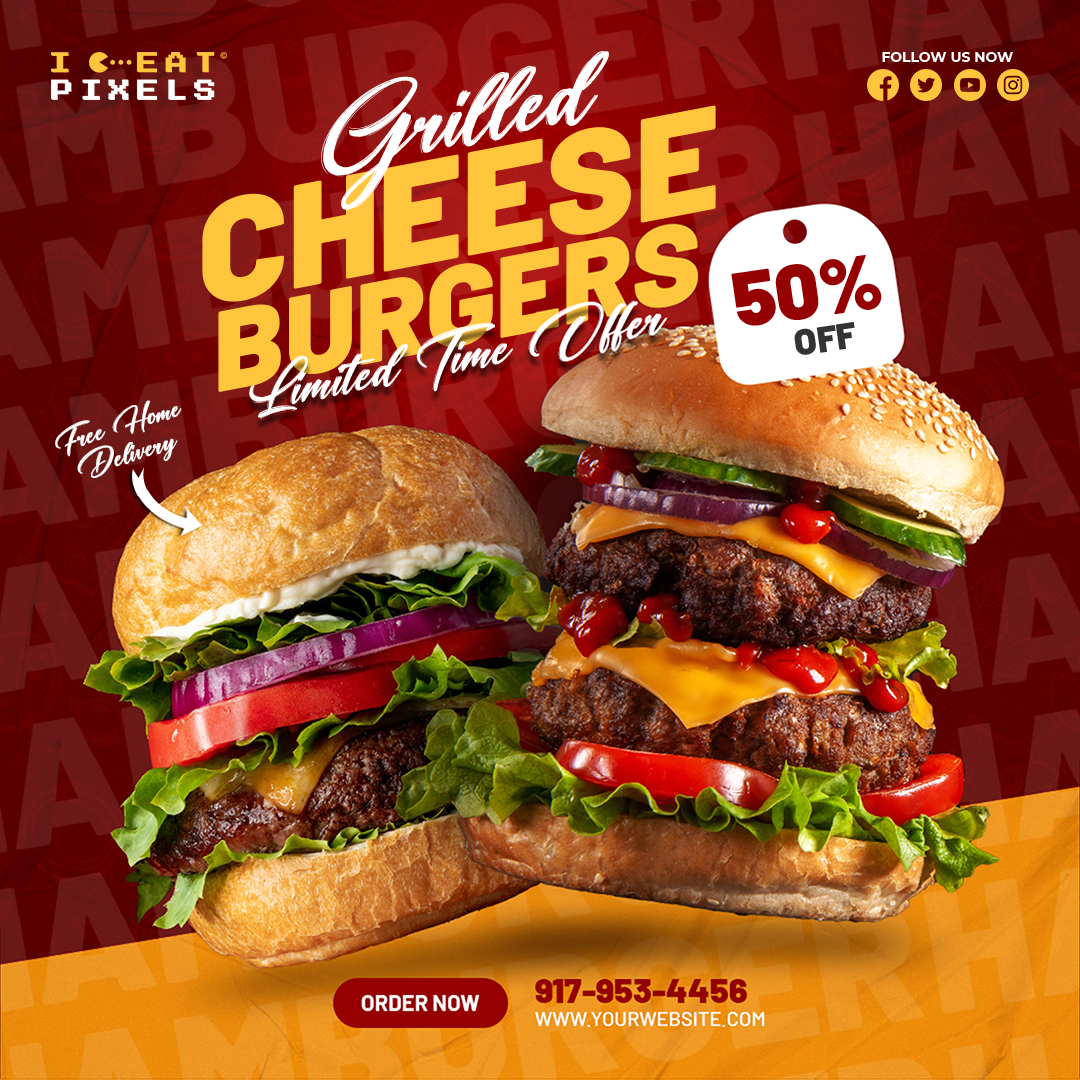 I C···EAT©
PIXELS
FOLLOW US NOW
Grilled
CHEESE
BURGERS
Limited Time Offer
50%
OFF
Free Home
Delivery
ORDER NOW
917-953-4456
WWW.YOURWEBSITE.COM
HAMBURGER